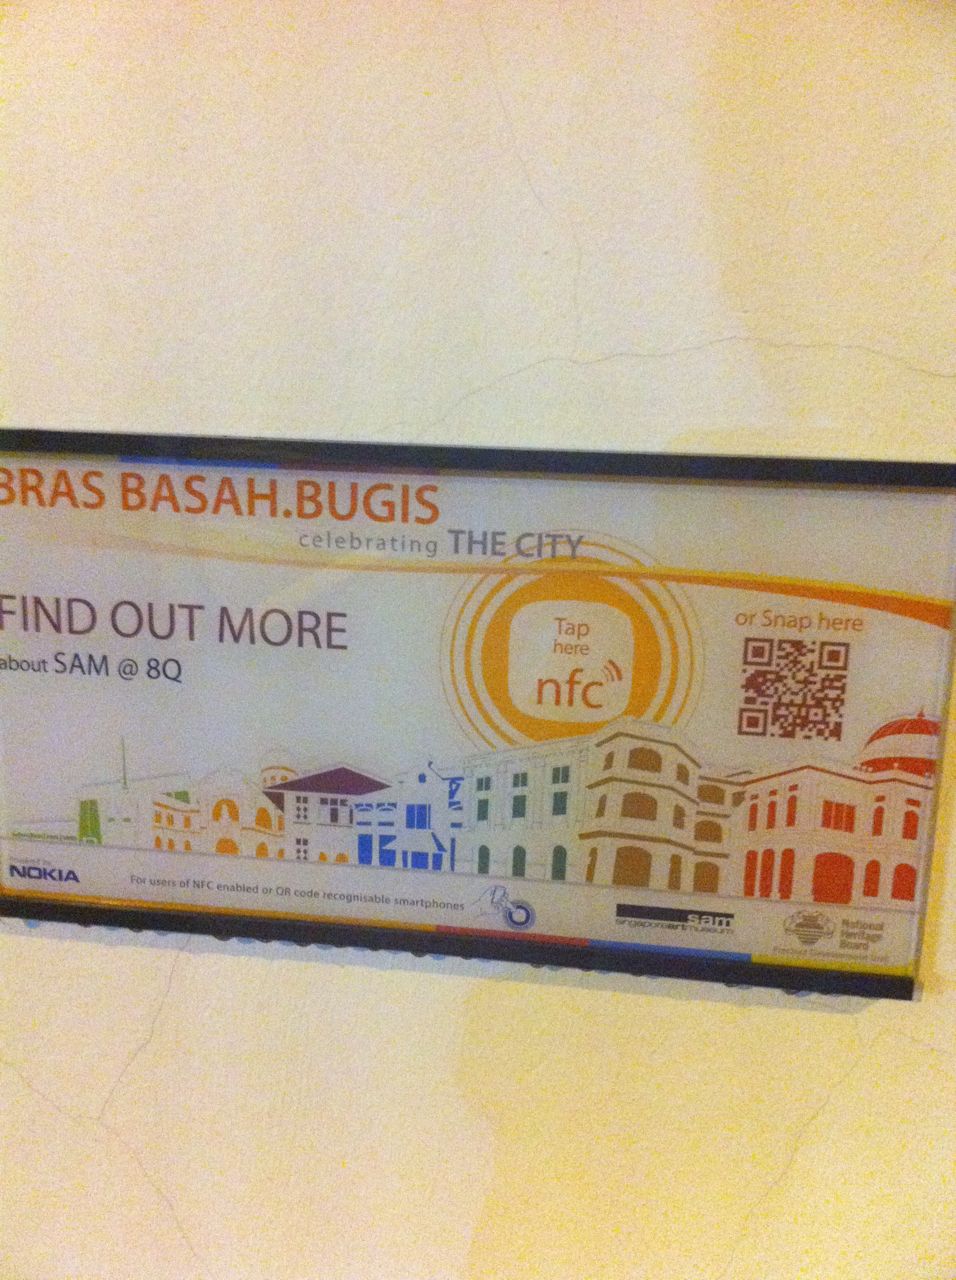 BRAS BASAH.BUGIS
celebrating THE CITY
FIND OUT MORE
about SAM @ 8Q
Tap
here
nfc
or Snap here
NOKIA
For users of NFC enabled or QR code recognisable smartphones
sam
singaporeartmuseum
National
Heritage
Board